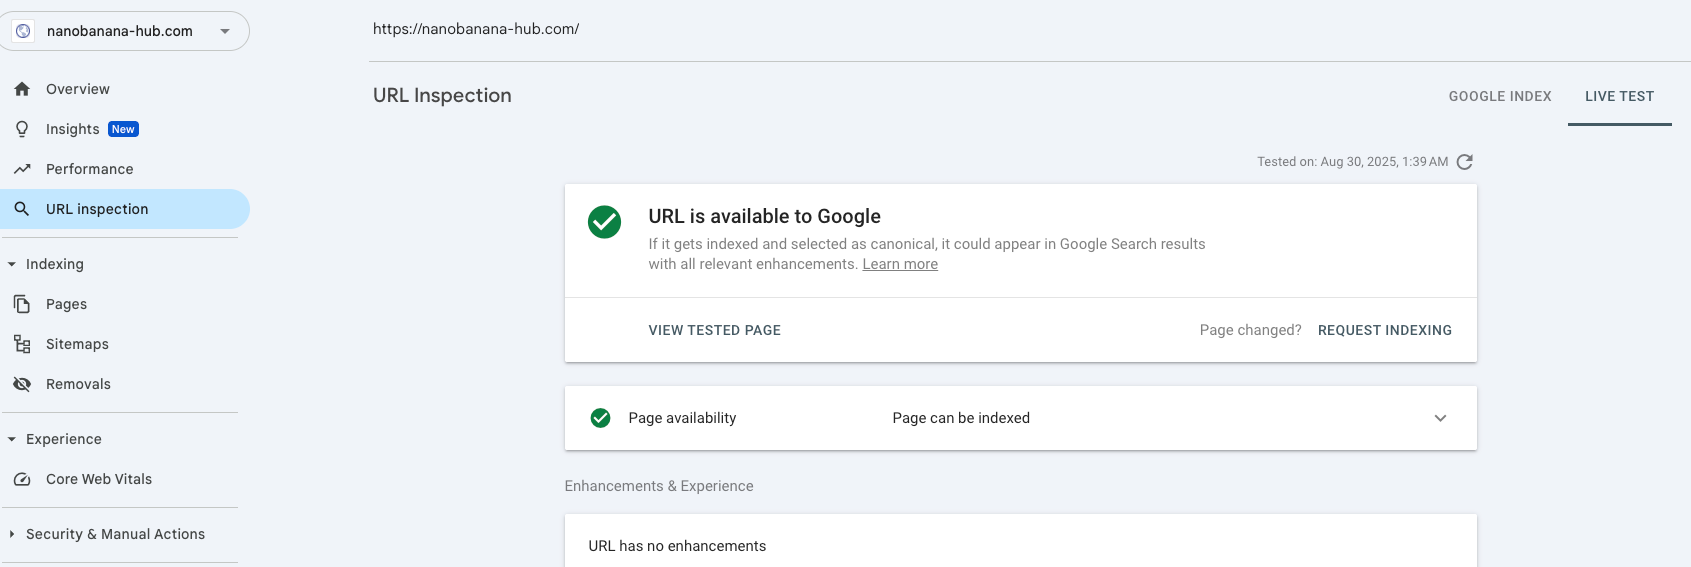 nanobanana-hub.com
Overview
Insights New
Performance
URL inspection
Indexing
Pages
Sitemaps
Removals
Experience
Core Web Vitals
Security & Manual Actions
https://nanobanana-hub.com/
URL Inspection
GOOGLE INDEX
LIVE TEST
Tested on: Aug 30, 2025, 1:39 AM
URL is available to Google
If it gets indexed and selected as canonical, it could appear in Google Search results
with all relevant enhancements. Learn more
VIEW TESTED PAGE
Page changed? REQUEST INDEXING
Page availability
Page can be indexed
Enhancements & Experience
URL has no enhancements